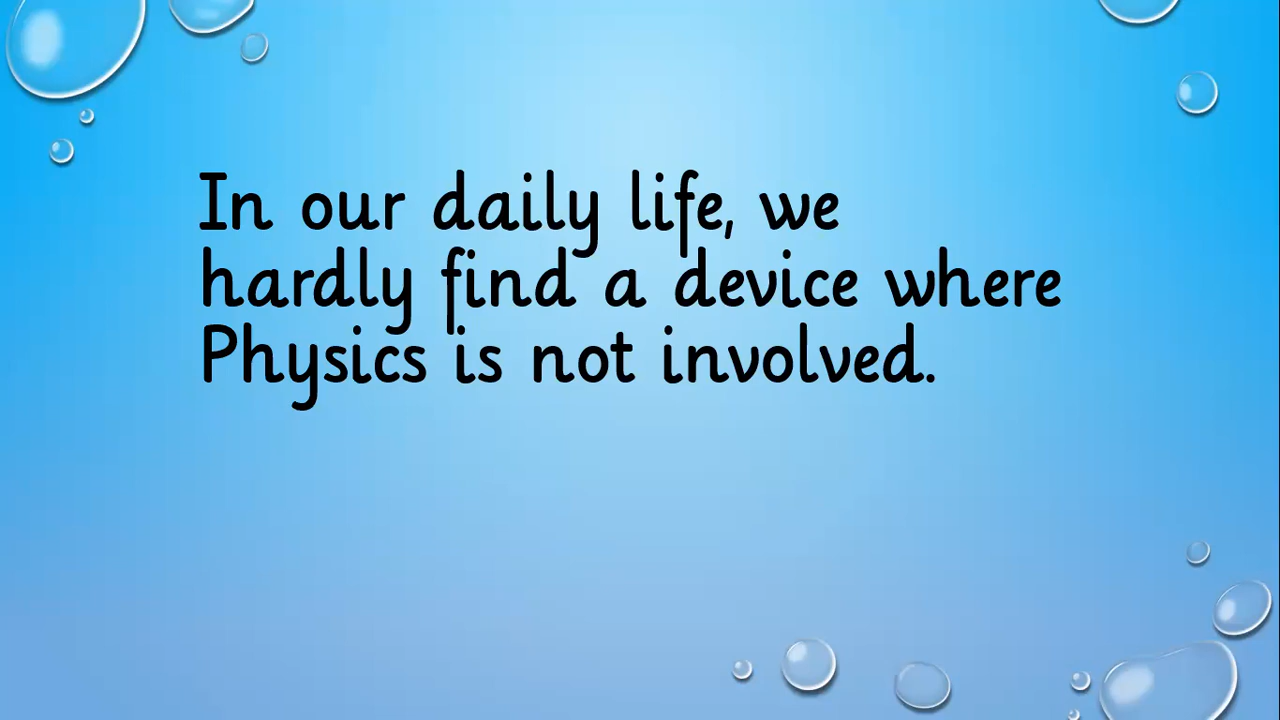 In our daily life, we
hardly find a device where
Physics is not involved.